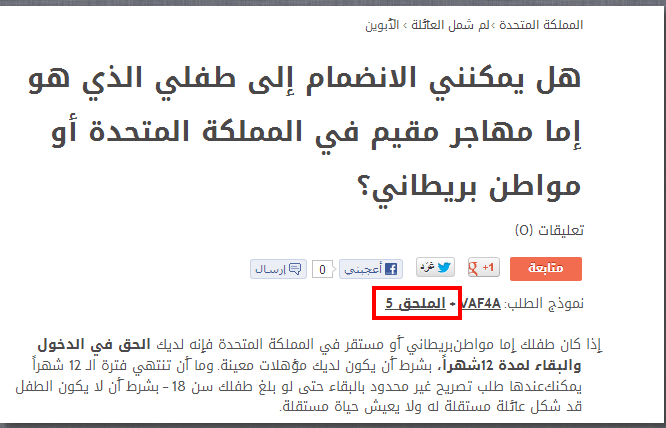 المملكة المتحدة › لم شمل العائلة › الأبوين
هل يمكنني الانضمام إلى طفلي الذي هو
إما مهاجر مقيم في المملكة المتحدة أو
مواطن بريطاني؟
تعليقات (0)
متابعة +1 غرّد أعجبني 0 إرسال
نموذج الطلب: VAF4A + الملحق 5
إذا كان طفلك إما مواطن‌بريطاني أو مستقر في المملكة المتحدة فإنه لديك الحق في الدخول
والبقاء لمدة 12شهراً، بشرط أن يكون لديك مؤهلات معينة. وما أن تنتهي فترة الـ 12 شهراً
يمكنك‌عندها طلب تصريح غير محدود بالبقاء حتى لو بلغ طفلك سن 18 – بشرط أن لا يكون الطفل
قد شكل عائلة مستقلة له ولا يعيش حياة مستقلة.